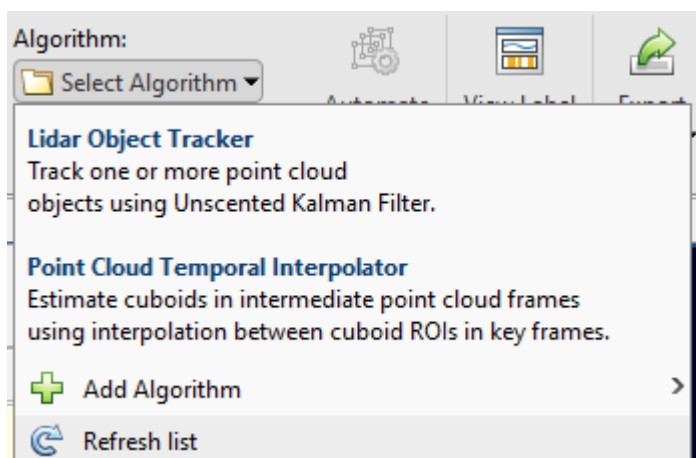 Algorithm:
Select Algorithm
Lidar Object Tracker
Track one or more point cloud
objects using Unscented Kalman Filter.
Point Cloud Temporal Interpolator
Estimate cuboids in intermediate point cloud frames
using interpolation between cuboid ROIs in key frames.
Add Algorithm
Refresh list